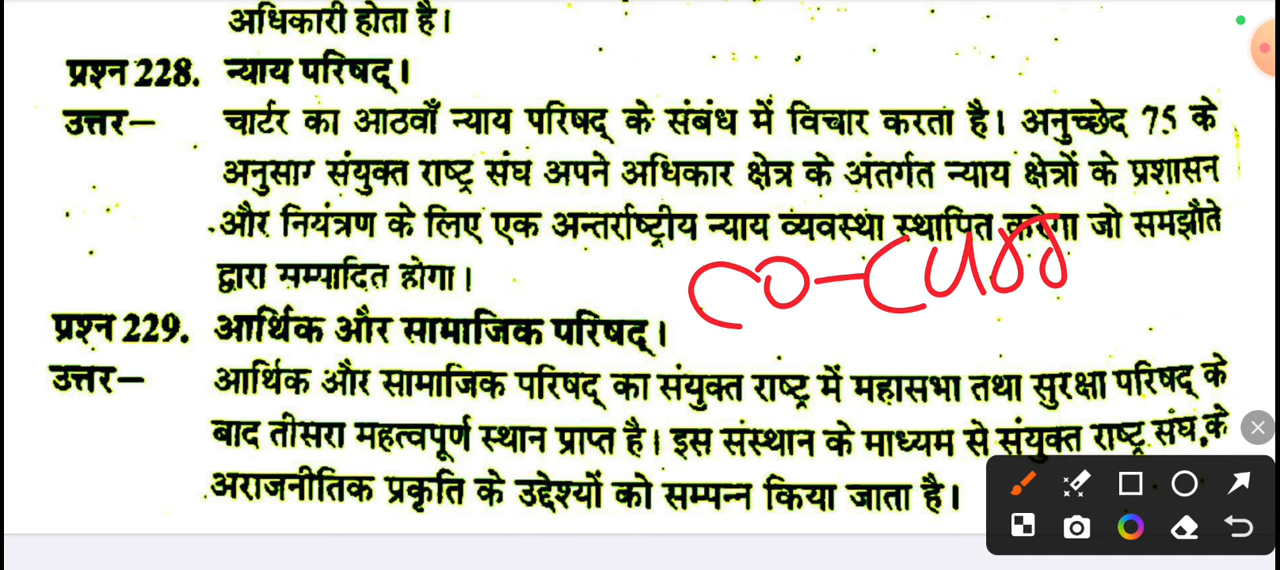 अधिकारी होता है।
प्रश्न 228. न्याय परिषद्।
उत्तर– चार्टर का आठवाँ न्याय परिषद् के संबंध में विचार करता है। अनुच्छेद 75 के
अनुसार संयुक्त राष्ट्र संघ अपने अधिकार क्षेत्र के अंतर्गत न्याय क्षेत्रों के प्रशासन
और नियंत्रण के लिए एक अन्तर्राष्ट्रीय न्याय व्यवस्था स्थापित करेगा जो समझौते
द्वारा सम्पादित होगा।
प्रश्न 229. आर्थिक और सामाजिक परिषद्।
उत्तर– आर्थिक और सामाजिक परिषद् का संयुक्त राष्ट्र में महासभा तथा सुरक्षा परिषद् के
बाद तीसरा महत्वपूर्ण स्थान प्राप्त है। इस संस्थान के माध्यम से संयुक्त राष्ट्र संघ के
अराजनीतिक प्रकृति के उद्देश्यों को सम्पन्न किया जाता है।